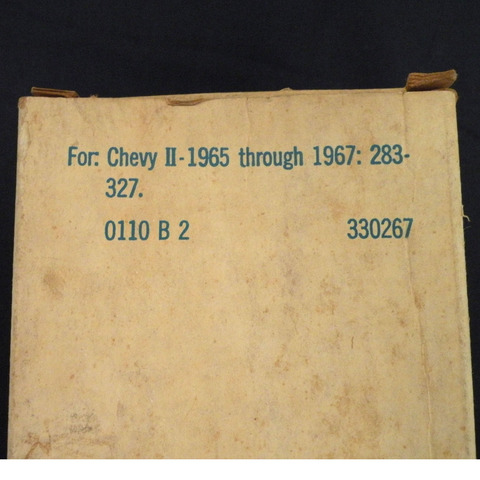 For: Chevy II-1965 through 1967: 283-
327.
0110 B 2 330267